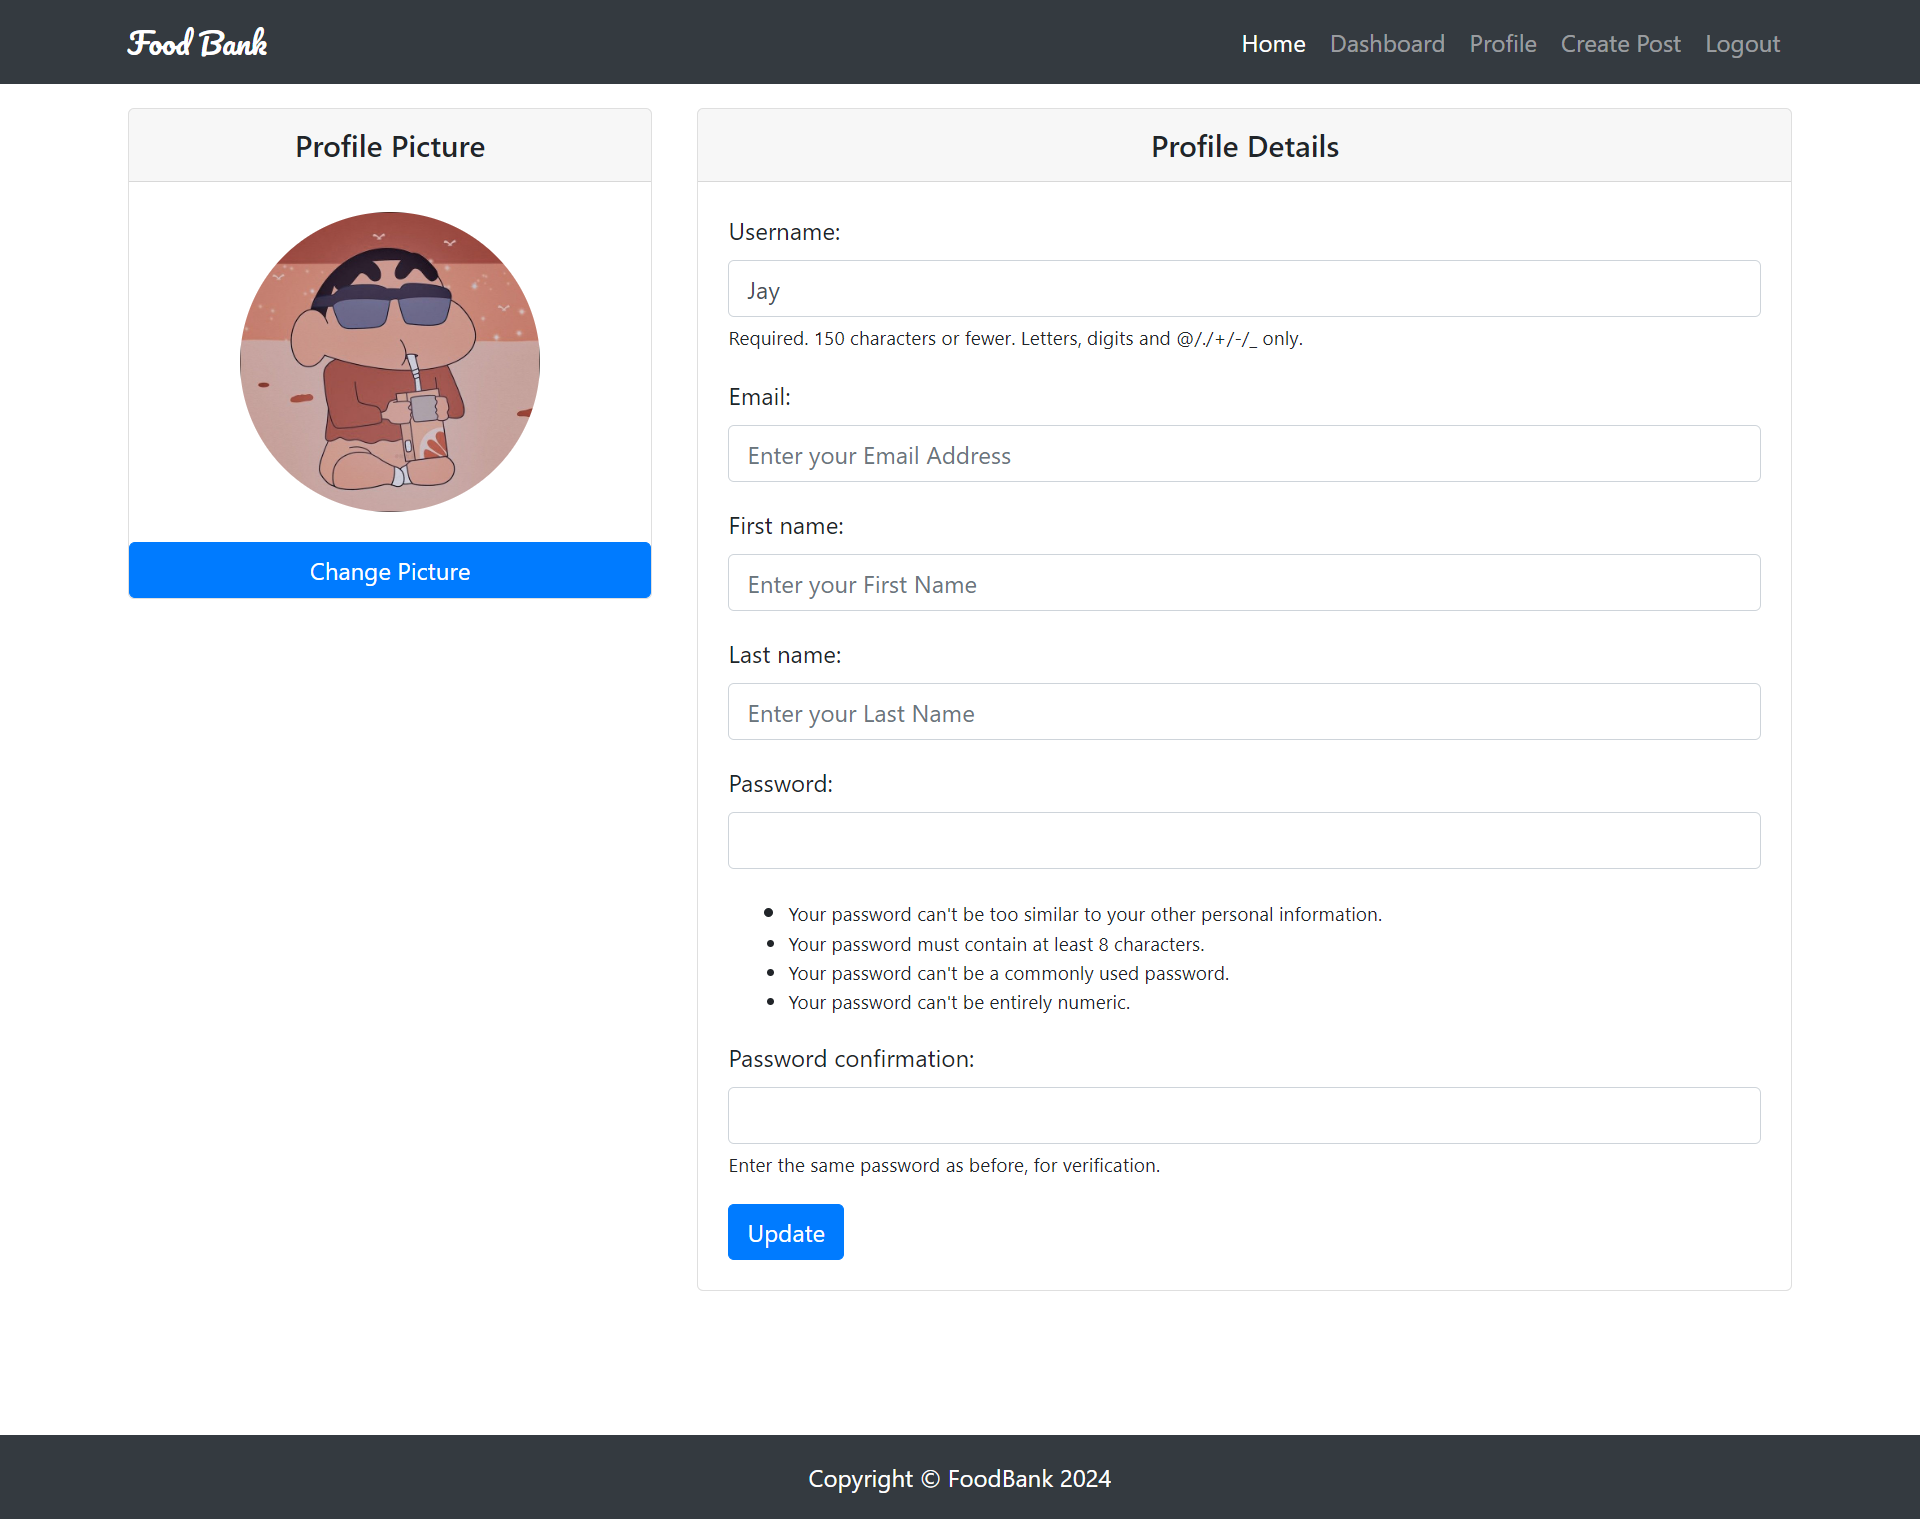 Food Bank
Home Dashboard Profile Create Post Logout
Profile Picture
Change Picture
Profile Details
Username:
Jay
Required. 150 characters or fewer. Letters, digits and @/./+/-/_ only.
Email:
Enter your Email Address
First name:
Enter your First Name
Last name:
Enter your Last Name
Password:
Your password can't be too similar to your other personal information.
Your password must contain at least 8 characters.
Your password can't be a commonly used password.
Your password can't be entirely numeric.
Password confirmation:
Enter the same password as before, for verification.
Update
Copyright © FoodBank 2024